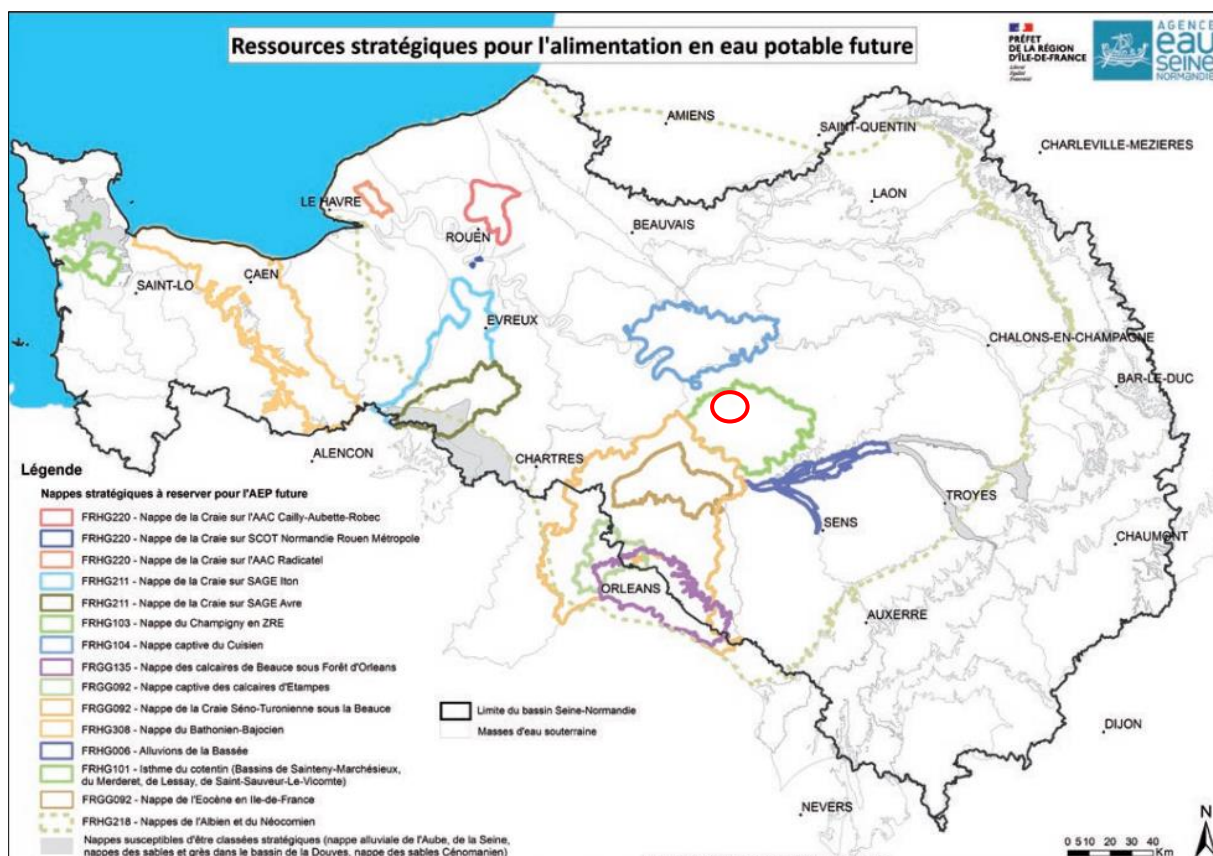 Ressources stratégiques pour l'alimentation en eau potable future
PRÉFET
DE LA RÉGION
D'ÎLE-DE-FRANCE
Liberté
Égalité
Fraternité
AGENCE
eau
SEINE
NORMANDIE
AMIENS
SAINT-QUENTIN
CHARLEVILLE-MEZIERES
LAON
LE HAVRE
ROUEN
BEAUVAIS
SAINT-LO
CAEN
EVREUX
CHALONS-EN-CHAMPAGNE
BAR-LE-DUC
ALENCON
CHARTRES
TROYES
SENS
CHAUMONT
ORLEANS
AUXERRE
DIJON
NEVERS
Légende
Nappes stratégiques à reserver pour l'AEP future
FRHG220 - Nappe de la Craie sur l'AAC Cailly-Aubette-Robec
FRHG220 - Nappe de la Craie sur SCOT Normandie Rouen Métropole
FRHG220 - Nappe de la Craie sur l'AAC Radicatel
FRHG211 - Nappe de la Craie sur SAGE Iton
FRHG211 - Nappe de la Craie sur SAGE Avre
FRHG103 - Nappe du Champigny en ZRE
FRHG104 - Nappe captive du Cuisien
FRGG135 - Nappe des calcaires de Beauce sous Forêt d'Orleans
FRGG092 - Nappe captive des calcaires d'Etampes
FRGG092 - Nappe de la Craie Séno-Turonienne sous la Beauce
FRHG308 - Nappe du Bathonien-Bajocien
FRHG006 - Alluvions de la Bassée
FRHG101 - Isthme du cotentin (Bassins de Sainteny-Marchésieux,
du Merderet, de Lessay, de Saint-Sauveur-Le-Vicomte)
FRGG092 - Nappe de l'Eocène en Ile-de-France
FRHG218 - Nappes de l'Albien et du Néocomien
Nappes susceptibles d'être classées stratégiques (nappe alluviale de l'Aube, de la Seine,
nappes des sables et grès dans le bassin de la Douves, nappe des sables Cénomanien)
Limite du bassin Seine-Normandie
Masses d'eau souterraine
N
0 5 10 20 30 40
Km